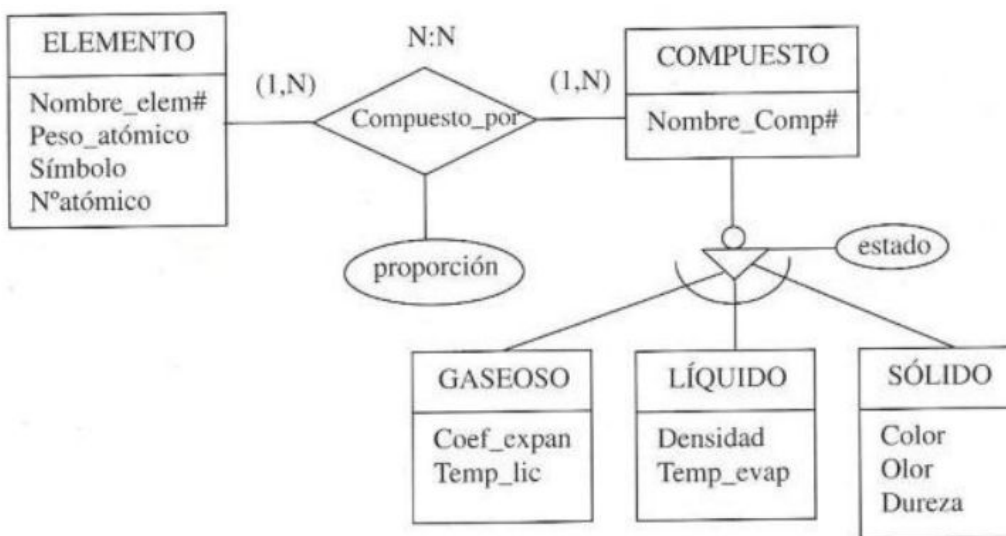 ELEMENTO
Nombre_elem#
Peso_atómico
Símbolo
Nºatómico
N:N
(1,N)
Compuesto_por
(1,N)
proporción
COMPUESTO
Nombre_Comp#
estado
GASEOSO
Coef_expan
Temp_lic
LÍQUIDO
Densidad
Temp_evap
SÓLIDO
Color
Olor
Dureza